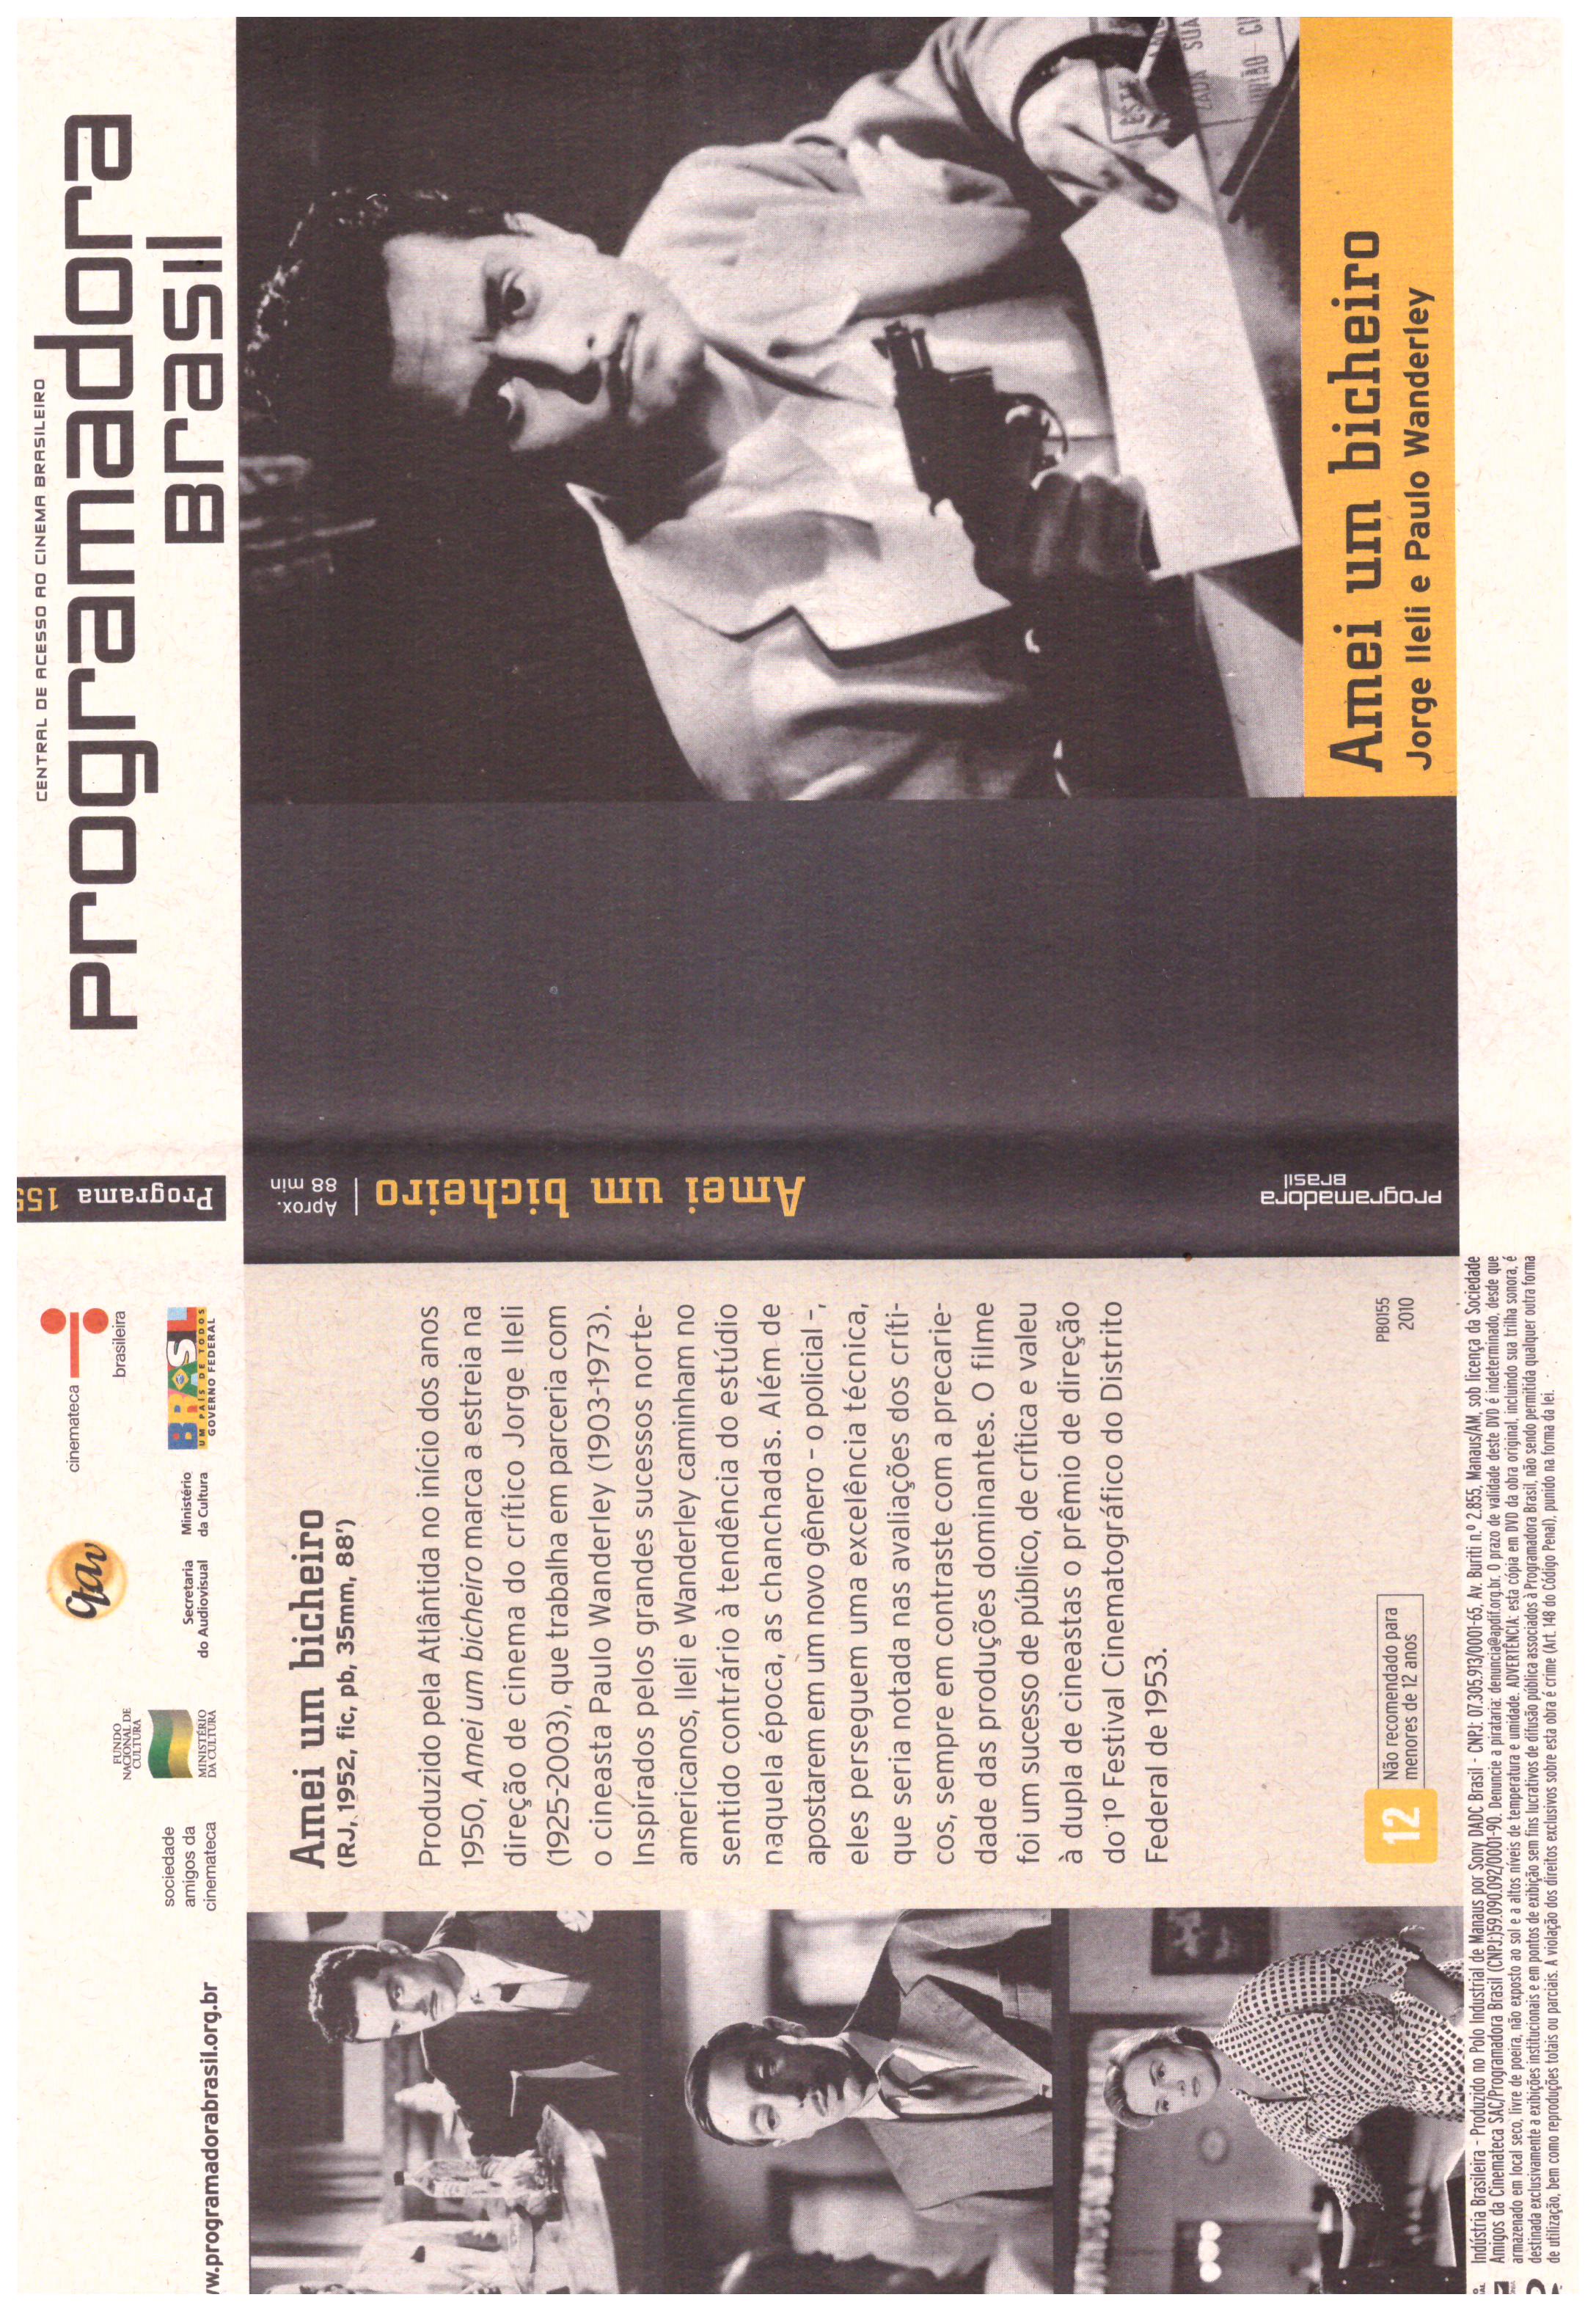 CENTRAL DE ACESSO AO CINEMA BRASILEIRO
programadora
Brasil
ESTE
SUA
Amei um bicheiro
Jorge Ileli e Paulo Wanderley
Programa
Aprox.
88 min
Amei um bicheiro
programadora
Brasil
sociedade
amigos da
cinemateca
FUNDO
NACIONAL DE
CULTURA
MINISTÉRIO
DA CULTURA
Secretaria
do Audiovisual
Ministério
da Cultura
cinemateca
brasileira
BRASIL
UM PAÍS DE TODOS
GOVERNO FEDERAL
w.programadorabrasil.org.br
Amei um bicheiro
(RJ, 1952, fic, pb, 35mm, 88')
Produzido pela Atlântida no início dos anos
1950, Amei um bicheiro marca a estreia na
direção de cinema do crítico Jorge Ileli
(1925-2003), que trabalha em parceria com
o cineasta Paulo Wanderley (1903-1973).
Inspirados pelos grandes sucessos norte-
americanos, Ileli e Wanderley caminham no
sentido contrário à tendência do estúdio
naquela época, as chanchadas. Além de
apostarem em um novo gênero – o policial –,
eles perseguem uma excelência técnica,
que seria notada nas avaliações dos críti-
cos, sempre em contraste com a precarie-
dade das produções dominantes. O filme
foi um sucesso de público, de crítica e valeu
à dupla de cineastas o prêmio de direção
do 1º Festival Cinematográfico do Distrito
Federal de 1953.
12
Não recomendado para
menores de 12 anos
PB0155
2010
Indústria Brasileira - Produzido no Polo Industrial de Manaus por Sony DADC Brasil - CNPJ: 07.305.913/0001-65, Av. Buriti n.º 2.855, Manaus/AM, sob licença da Sociedade
Amigos da Cinemateca SAC/Programadora Brasil (CNPJ:)59.090.092/0001-90. Denuncie a pirataria: denuncia@apdif.org.br. O prazo de validade deste DVD é indeterminado, desde que
armazenado em local seco, livre de poeira, não exposto ao sol e a altos níveis de temperatura e umidade. ADVERTÊNCIA: esta cópia em DVD da obra original, incluindo sua trilha sonora, é
destinada exclusivamente a exibições institucionais e em pontos de exibição sem fins lucrativos de difusão pública associados à Programadora Brasil, não sendo permitida qualquer outra forma
de utilização, bem como reproduções totais ou parciais. A violação dos direitos exclusivos sobre esta obra é crime (Art. 148 do Código Penal), punido na forma da lei.